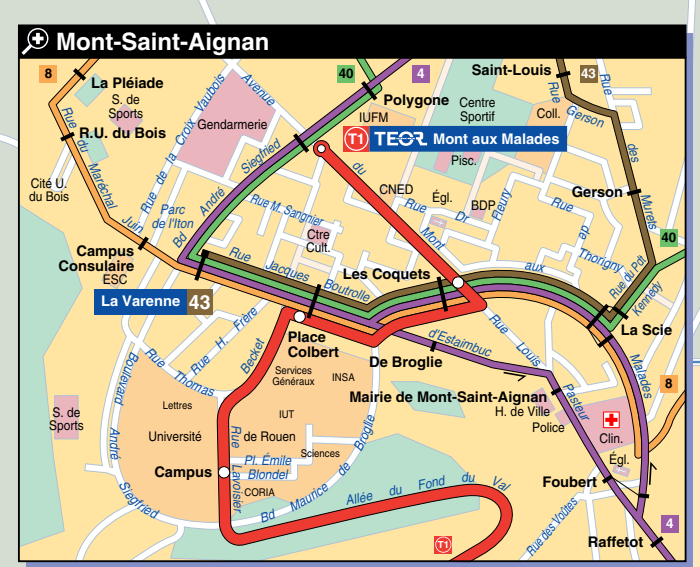 Mont-Saint-Aignan
8
40
4
43
La Pléiade
S. de
Sports
R.U. du Bois
Rue du Maréchal Juin
Cité U.
du Bois
Rue de la Croix Vaubois
Gendarmerie
Avenue
Polygone
IUFM
Saint-Louis
Centre
Sportif
Coll.
Rue
Rue Gerson
T1 TEOR Mont aux Malades
Pisc.
des Murets
Gerson
CNED
Égl.
BDP
Rue Dr Fleury
Rue ap Thorigny
Parc
de l'Iton
Bd André Siegfried
Rue M. Sangnier
Ctre
Cult.
Rue du Mont aux Malades
Campus
Consulaire
ESC
La Varenne 43
Rue Jacques Boutrolle
d'Estaimbuc
Les Coquets
40
Rue du Pdt. Kennedy
La Scie
Place
Colbert
De Broglie
Rue H. Frère
Rue Thomas Becket
Rue Louis Pasteur
Services
Généraux
INSA
Mairie de Mont-Saint-Aignan
H. de Ville
Police
8
Boulevard André Siegfried
S. de
Sports
Lettres
IUT
Université
de Rouen
Sciences
Clin.
Égl.
Campus
Pl. Émile
Blondel
CORIA
Rue Lavoisier
Bd Maurice de Broglie
Allée du Fond du Val
Foubert
Rue des Voûtes
4
T1
Raffetot